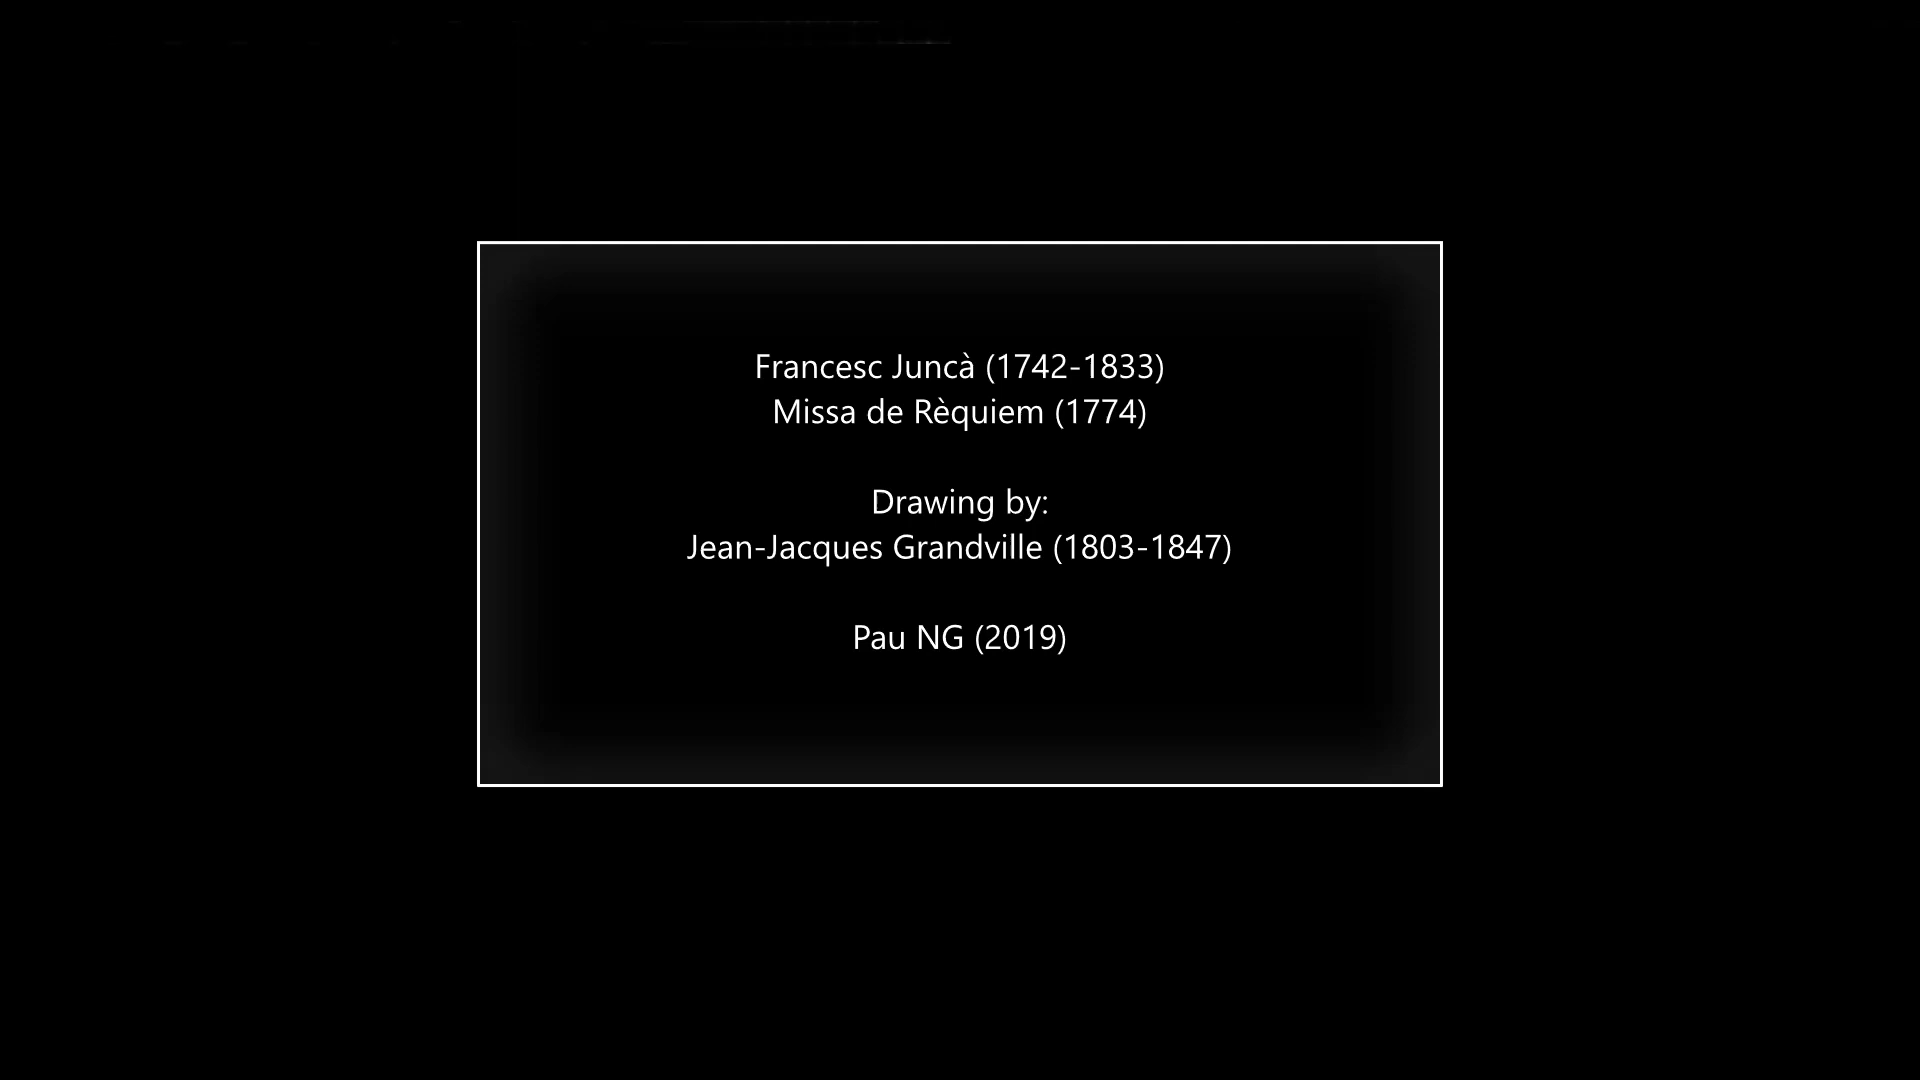 Francesc Juncà (1742-1833)
Missa de Rèquiem (1774)
Drawing by:
Jean-Jacques Grandville (1803-1847)
Pau NG (2019)